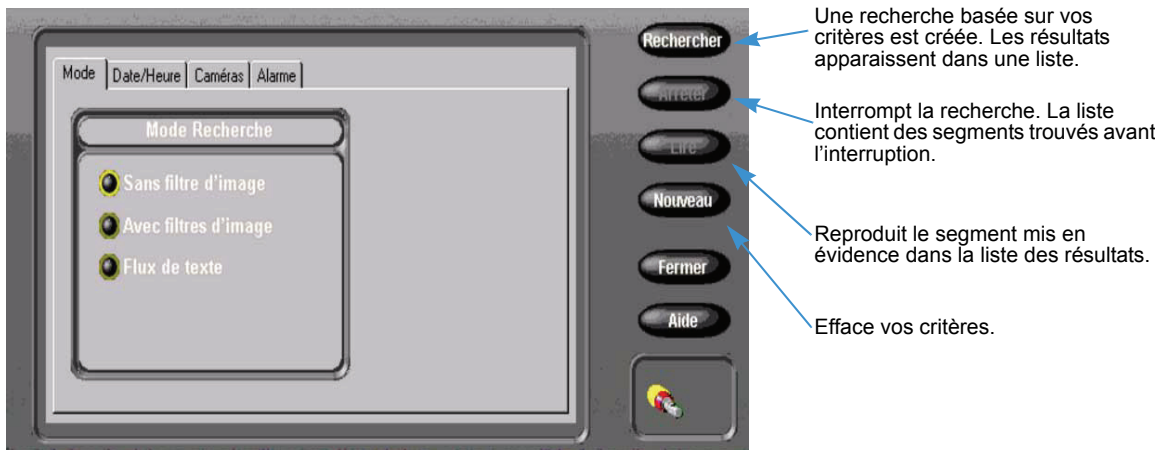 Mode
Date/Heure
Caméras
Alarme
Mode Recherche
Sans filtre d'image
Avec filtres d'image
Flux de texte
Rechercher
Arrêter
Lire
Nouveau
Fermer
Aide
Une recherche basée sur vos
critères est créée. Les résultats
apparaissent dans une liste.
Interrompt la recherche. La liste
contient des segments trouvés avant
l'interruption.
Reproduit le segment mis en
évidence dans la liste des résultats.
Efface vos critères.